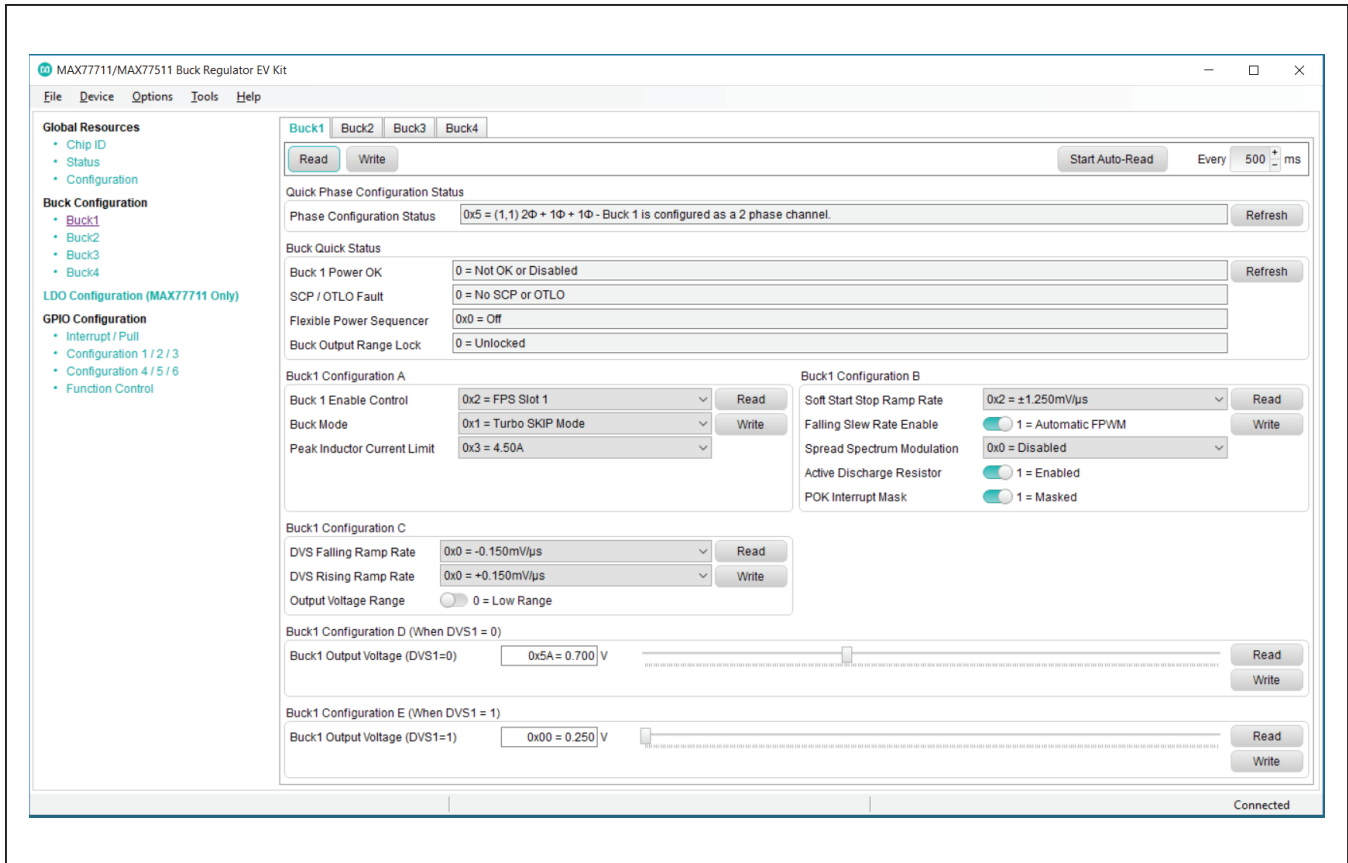 MAX77711/MAX77511 Buck Regulator EV Kit
File Device Options Tools Help
Global Resources
• Chip ID
• Status
• Configuration
Buck Configuration
• Buck1
• Buck2
• Buck3
• Buck4
LDO Configuration (MAX77711 Only)
GPIO Configuration
• Interrupt / Pull
• Configuration 1 / 2 / 3
• Configuration 4 / 5 / 6
• Function Control
Buck1 Buck2 Buck3 Buck4
Read Write Start Auto-Read Every 500 + - ms
Quick Phase Configuration Status
Phase Configuration Status 0x5 = (1,1) 2Φ + 1Φ + 1Φ - Buck 1 is configured as a 2 phase channel. Refresh
Buck Quick Status
Buck 1 Power OK 0 = Not OK or Disabled Refresh
SCP / OTLO Fault 0 = No SCP or OTLO
Flexible Power Sequencer 0x0 = Off
Buck Output Range Lock 0 = Unlocked
Buck1 Configuration A
Buck 1 Enable Control 0x2 = FPS Slot 1 Read
Buck Mode 0x1 = Turbo SKIP Mode Write
Peak Inductor Current Limit 0x3 = 4.50A
Buck1 Configuration B
Soft Start Stop Ramp Rate 0x2 = ±1.250mV/µs Read
Falling Slew Rate Enable 1 = Automatic FPWM Write
Spread Spectrum Modulation 0x0 = Disabled
Active Discharge Resistor 1 = Enabled
POK Interrupt Mask 1 = Masked
Buck1 Configuration C
DVS Falling Ramp Rate 0x0 = -0.150mV/µs Read
DVS Rising Ramp Rate 0x0 = +0.150mV/µs Write
Output Voltage Range 0 = Low Range
Buck1 Configuration D (When DVS1 = 0)
Buck1 Output Voltage (DVS1=0) 0x5A = 0.700 V Read
Write
Buck1 Configuration E (When DVS1 = 1)
Buck1 Output Voltage (DVS1=1) 0x00 = 0.250 V Read
Write
Connected